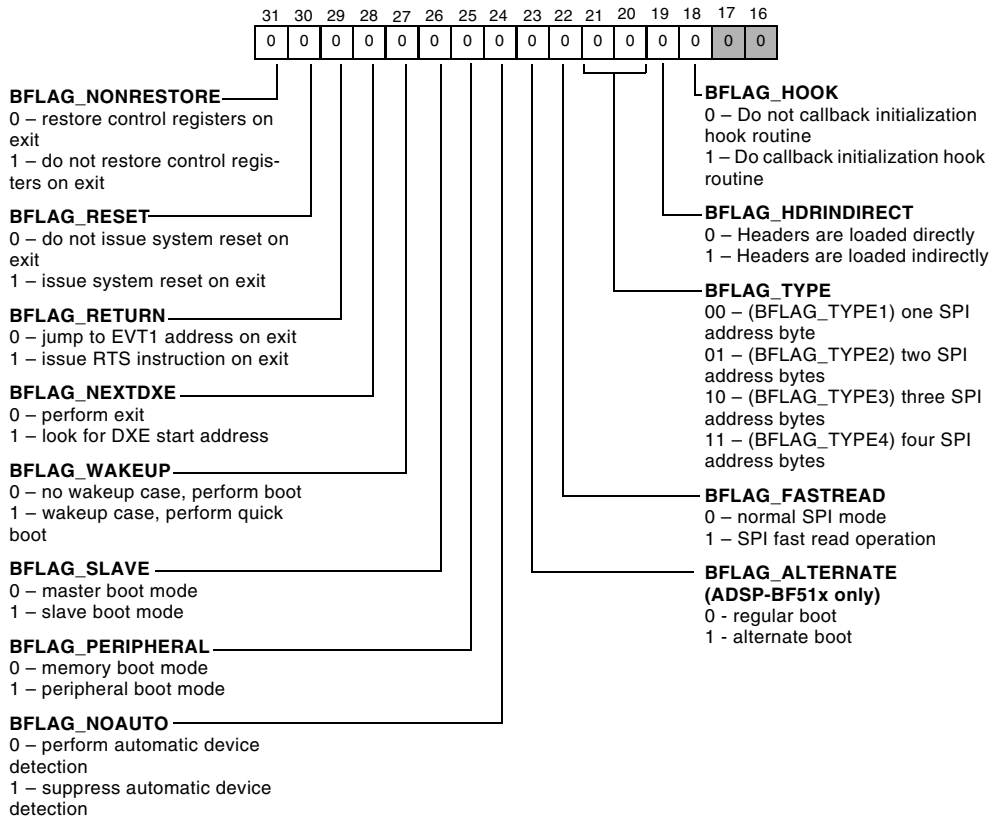 31 30 29 28 27 26 25 24 23 22 21 20 19 18 17 16
0 0 0 0 0 0 0 0 0 0 0 0 0 0 0 0
BFLAG_NONRESTORE
0 – restore control registers on
exit
1 – do not restore control regis-
ters on exit
BFLAG_RESET
0 – do not issue system reset on
exit
1 – issue system reset on exit
BFLAG_RETURN
0 – jump to EVT1 address on exit
1 – issue RTS instruction on exit
BFLAG_NEXTDXE
0 – perform exit
1 – look for DXE start address
BFLAG_WAKEUP
0 – no wakeup case, perform boot
1 – wakeup case, perform quick
boot
BFLAG_SLAVE
0 – master boot mode
1 – slave boot mode
BFLAG_PERIPHERAL
0 – memory boot mode
1 – peripheral boot mode
BFLAG_NOAUTO
0 – perform automatic device
detection
1 – suppress automatic device
detection
BFLAG_HOOK
0 – Do not callback initialization
hook routine
1 – Do callback initialization hook
routine
BFLAG_HDRINDIRECT
0 – Headers are loaded directly
1 – Headers are loaded indirectly
BFLAG_TYPE
00 – (BFLAG_TYPE1) one SPI
address byte
01 – (BFLAG_TYPE2) two SPI
address bytes
10 – (BFLAG_TYPE3) three SPI
address bytes
11 – (BFLAG_TYPE4) four SPI
address bytes
BFLAG_FASTREAD
0 – normal SPI mode
1 – SPI fast read operation
BFLAG_ALTERNATE
(ADSP-BF51x only)
0 - regular boot
1 - alternate boot